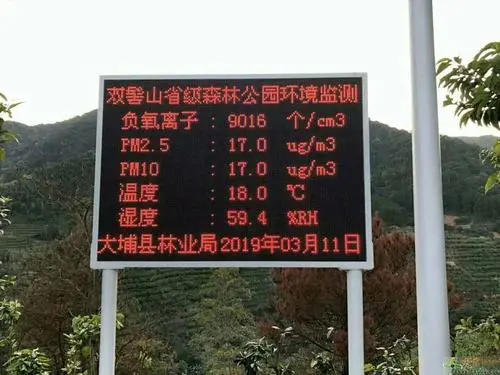 双髻山省级森林公园环境监测
负氧离子 : 9016 个/cm3
PM2.5 : 17.0 ug/m3
PM10 : 17.0 ug/m3
温度 : 18.0 ℃
湿度 : 59.4 %RH
大埔县林业局2019年03月11日